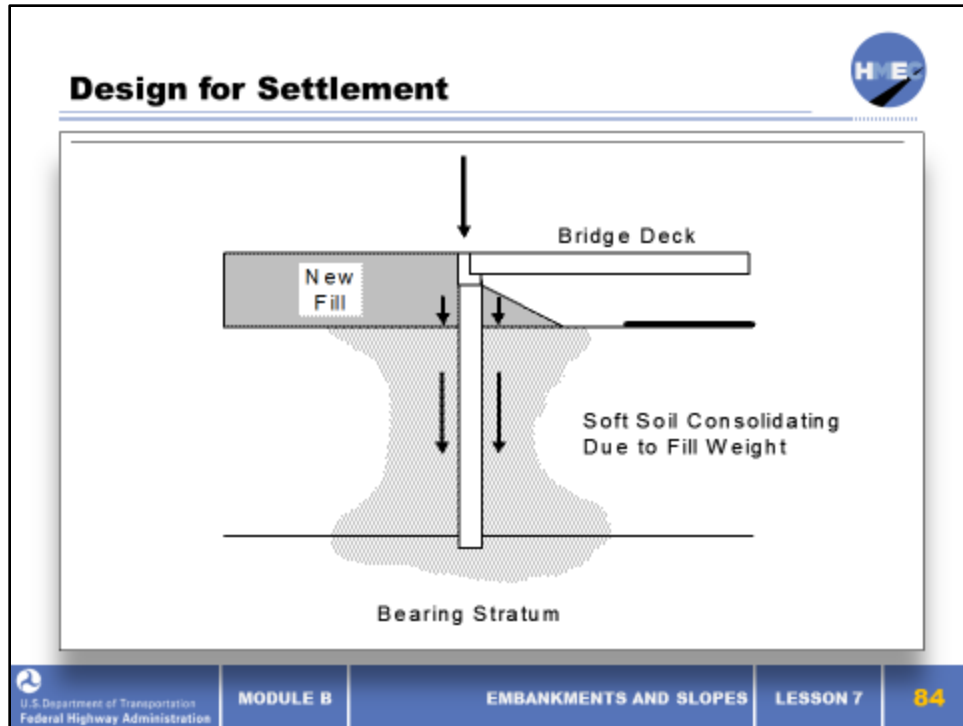 Design for Settlement
HMEC
Bridge Deck
New
Fill
Soft Soil Consolidating
Due to Fill Weight
Bearing Stratum
U.S.Department of Transportation
Federal Highway Administration
MODULE B
EMBANKMENTS AND SLOPES
LESSON 7
84